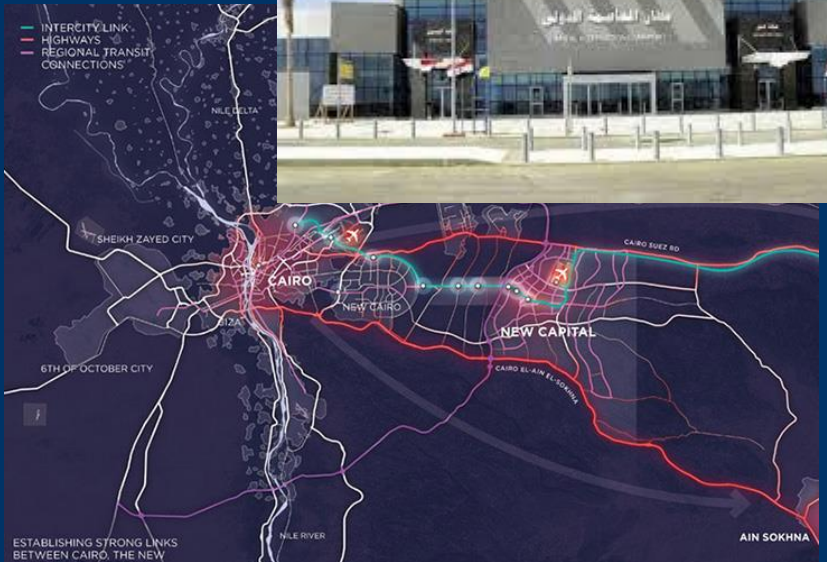 INTERCITY LINK
HIGHWAYS
REGIONAL TRANSIT
CONNECTIONS
مطار العاصمة الدولي
NILE DELTA
SHEIKH ZAYED CITY
CAIRO
GIZA
NEW CAIRO
CAIRO SUEZ RD
NEW CAPITAL
6TH OF OCTOBER CITY
CAIRO EL-AIN EL-SOKHNA
NILE RIVER
AIN SOKHNA
ESTABLISHING STRONG LINKS
BETWEEN CAIRO, THE NEW